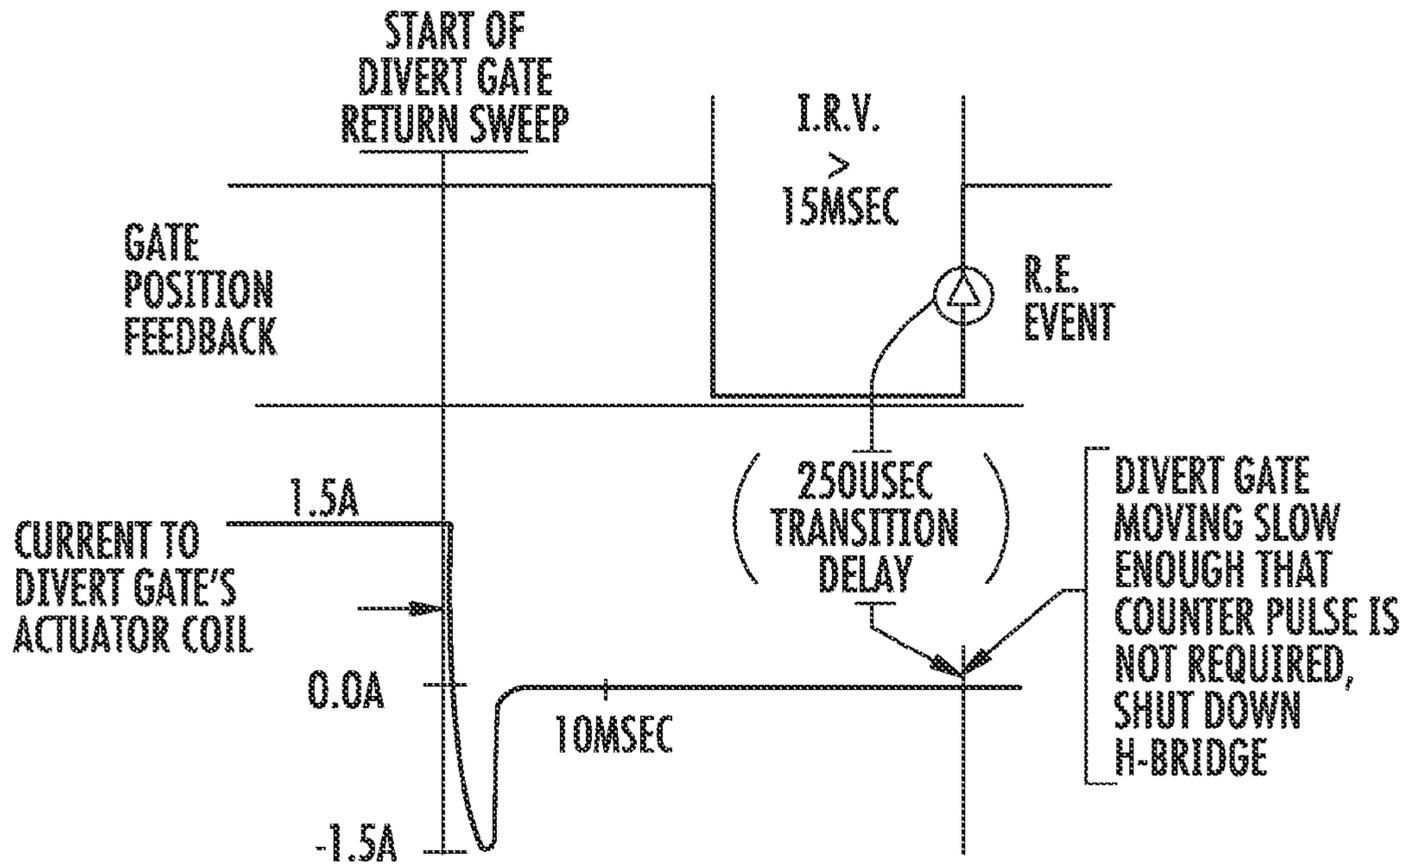 START OF
DIVERT GATE
RETURN SWEEP
I.R.V.
>
15MSEC
GATE
POSITION
FEEDBACK
R.E.
EVENT
1.5A
CURRENT TO
DIVERT GATE'S
ACTUATOR COIL
250USEC
TRANSITION
DELAY
DIVERT GATE
MOVING SLOW
ENOUGH THAT
COUNTER PULSE IS
NOT REQUIRED,
SHUT DOWN
H-BRIDGE
0.0A
10MSEC
-1.5A